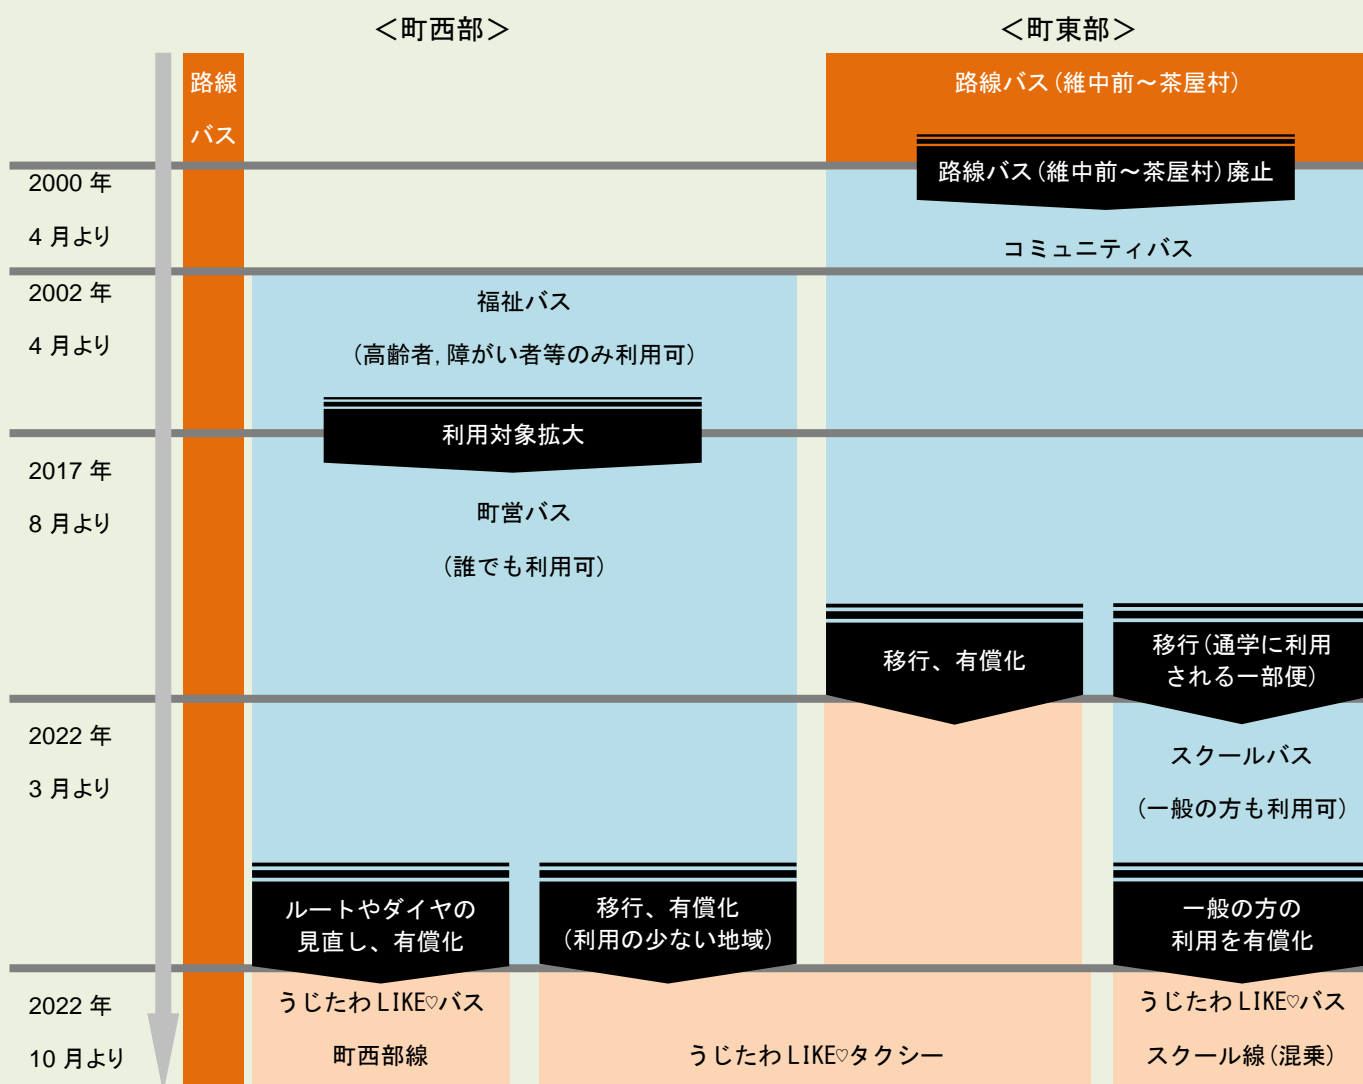 ＜町西部＞
＜町東部＞
路線
バス
路線バス（維中前～茶屋村）
路線バス（維中前～茶屋村）廃止
2000 年
4 月より
コミュニティバス
2002 年
4 月より
福祉バス
（高齢者，障がい者等のみ利用可）
利用対象拡大
2017 年
8 月より
町営バス
（誰でも利用可）
移行、有償化
移行（通学に利用
される一部便）
2022 年
3 月より
スクールバス
（一般の方も利用可）
ルートやダイヤの
見直し、有償化
移行、有償化
（利用の少ない地域）
一般の方の
利用を有償化
2022 年
10 月より
うじたわ LIKE♡バス
町西部線
うじたわ LIKE♡タクシー
うじたわ LIKE♡バス
スクール線（混乗）